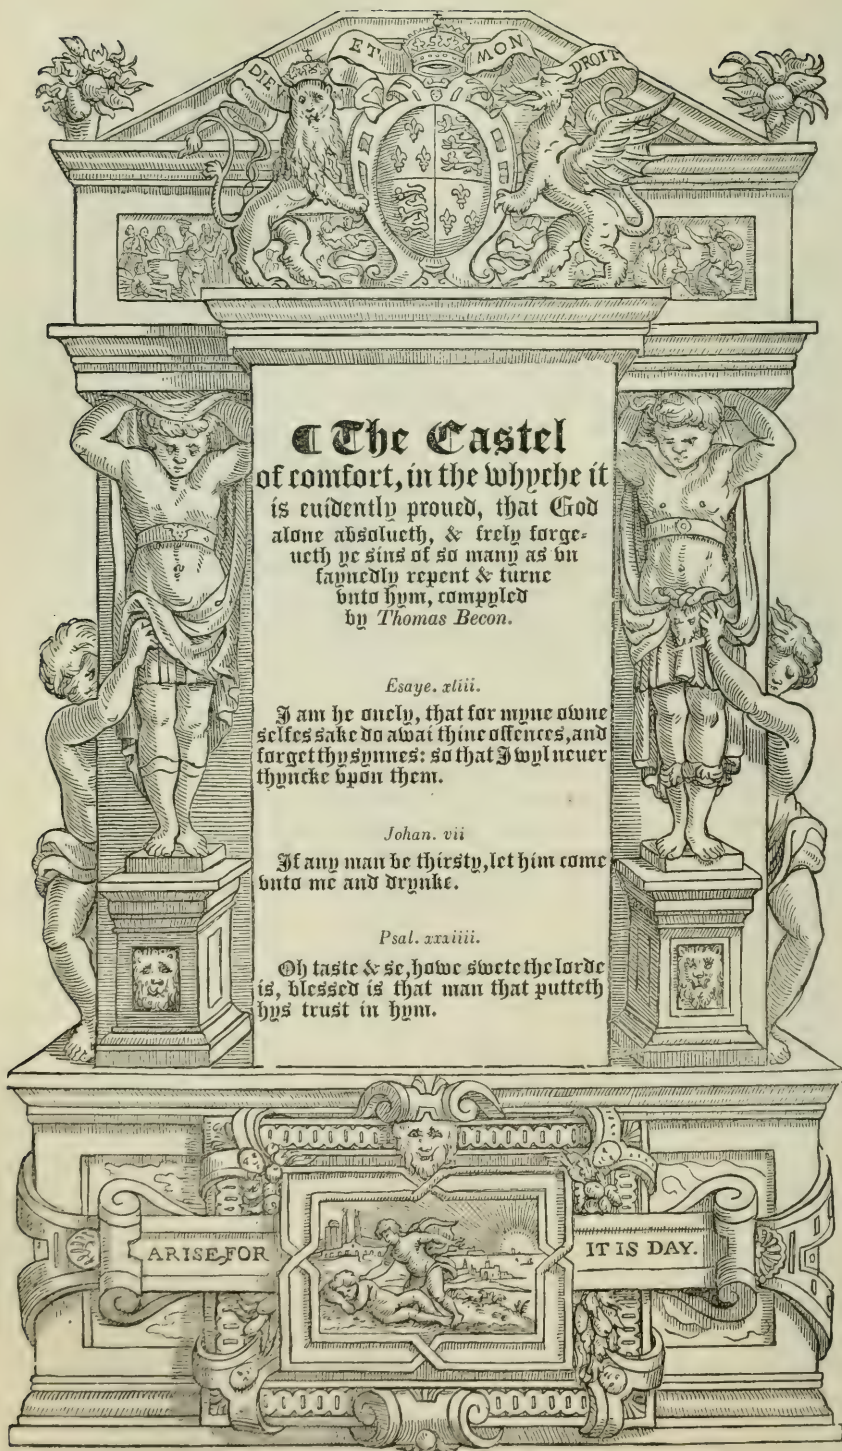 DIEV ET MON DROIT
☾ The Castel
of comfort, in the whyche it
is euidently proued, that God
alone absolueth, & frely forge=
ueth ye sins of so many as vn
faynedly repent & turne
vnto hym, compyled
by Thomas Becon.
Esaye. xliii.
I am he onely, that for myne owne
selfes sake do awai thine offences, and
forget thy synnes: so that I wyl neuer
thyncke vpon them.
Johan. vii
If any man be thirsty, let him come
vnto me and drynke.
Psal. xxxiiii.
Oh taste & se, howe swete the lorde
is, blessed is that man that putteth
hys trust in hym.
ARISE, FOR IT IS DAY.